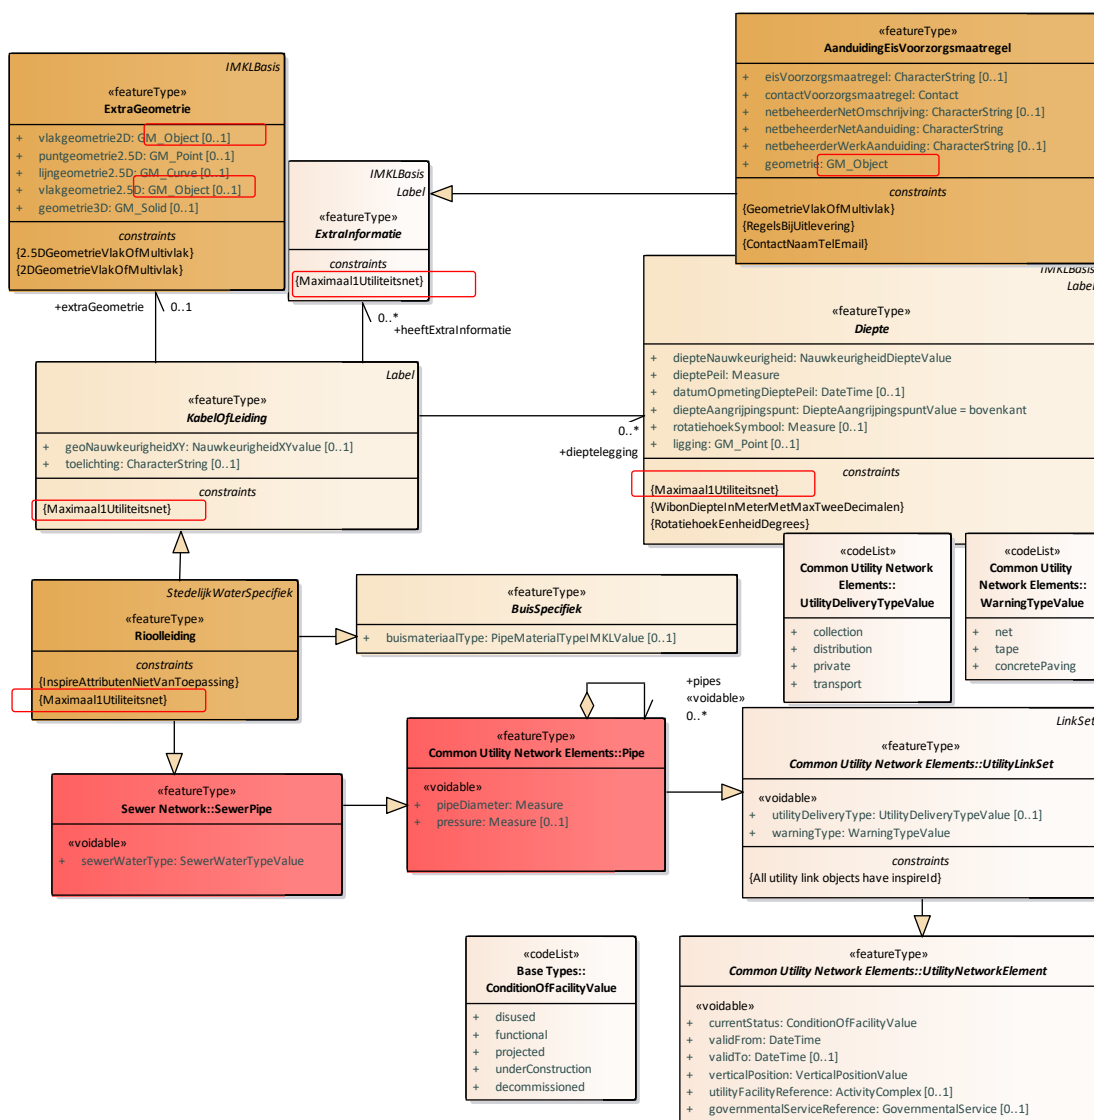 IMKLBasis
«featureType»
ExtraGeometrie
+ vlakgeometrie2D: GM_Object [0..1]
+ puntgeometrie2.5D: GM_Point [0..1]
+ lijngeometrie2.5D: GM_Curve [0..1]
+ vlakgeometrie2.5D: GM_Object [0..1]
+ geometrie3D: GM_Solid [0..1]
constraints
{2.5DGeometrieVlakOfMultivlak}
{2DGeometrieVlakOfMultivlak}
«featureType»
AanduidingEisVoorzorgsmaatregel
+ eisVoorzorgsmaatregel: CharacterString [0..1]
+ contactVoorzorgsmaatregel: Contact
+ netbeheerderNetOmschrijving: CharacterString [0..1]
+ netbeheerderNetAanduiding: CharacterString
+ netbeheerderWerkAanduiding: CharacterString [0..1]
+ geometrie: GM_Object
constraints
{GeometrieVlakOfMultivlak}
{RegelsBijUitlevering}
{ContactNaamTelEmail}
IMKLBasis
Label
«featureType»
ExtraInformatie
constraints
{Maximaal1Utiliteitsnet}
+extraGeometrie
0..1
0..*
+heeftExtraInformatie
IMKLBasis
Label
«featureType»
Diepte
+ diepteNauwkeurigheid: NauwkeurigheidDiepteValue
+ dieptePeil: Measure
+ datumOpmetingDieptePeil: DateTime [0..1]
+ diepteAangrijpingspunt: DiepteAangrijpingspuntValue = bovenkant
+ rotatiehoekSymbool: Measure [0..1]
+ ligging: GM_Point [0..1]
constraints
{Maximaal1Utiliteitsnet}
{WibonDiepteInMeterMetMaxTweeDecimalen}
{RotatiehoekEenheidDegrees}
Label
«featureType»
KabelOfLeiding
+ geoNauwkeurigheidXY: NauwkeurigheidXYvalue [0..1]
+ toelichting: CharacterString [0..1]
constraints
{Maximaal1Utiliteitsnet}
0..*
+dieptelegging
«codeList»
Common Utility Network
Elements::
UtilityDeliveryTypeValue
+ collection
+ distribution
+ private
+ transport
«codeList»
Common Utility
Network Elements::
WarningTypeValue
+ net
+ tape
+ concretePaving
StedelijkWaterSpecifiek
«featureType»
Rioolleiding
constraints
{InspireAttributenNietVanToepassing}
{Maximaal1Utiliteitsnet}
«featureType»
BuisSpecifiek
+ buismateriaalType: PipeMaterialTypeIMKLValue [0..1]
+pipes
«voidable»
0..*
«featureType»
Common Utility Network Elements::Pipe
«voidable»
+ pipeDiameter: Measure
+ pressure: Measure [0..1]
LinkSet
«featureType»
Common Utility Network Elements::UtilityLinkSet
«voidable»
+ utilityDeliveryType: UtilityDeliveryTypeValue [0..1]
+ warningType: WarningTypeValue
constraints
{All utility link objects have inspireId}
«featureType»
Sewer Network::SewerPipe
«voidable»
+ sewerWaterType: SewerWaterTypeValue
«codeList»
Base Types::
ConditionOfFacilityValue
+ disused
+ functional
+ projected
+ underConstruction
+ decommissioned
«featureType»
Common Utility Network Elements::UtilityNetworkElement
«voidable»
+ currentStatus: ConditionOfFacilityValue
+ validFrom: DateTime
+ validTo: DateTime [0..1]
+ verticalPosition: VerticalPositionValue
+ utilityFacilityReference: ActivityComplex [0..1]
+ governmentalServiceReference: GovernmentalService [0..1]